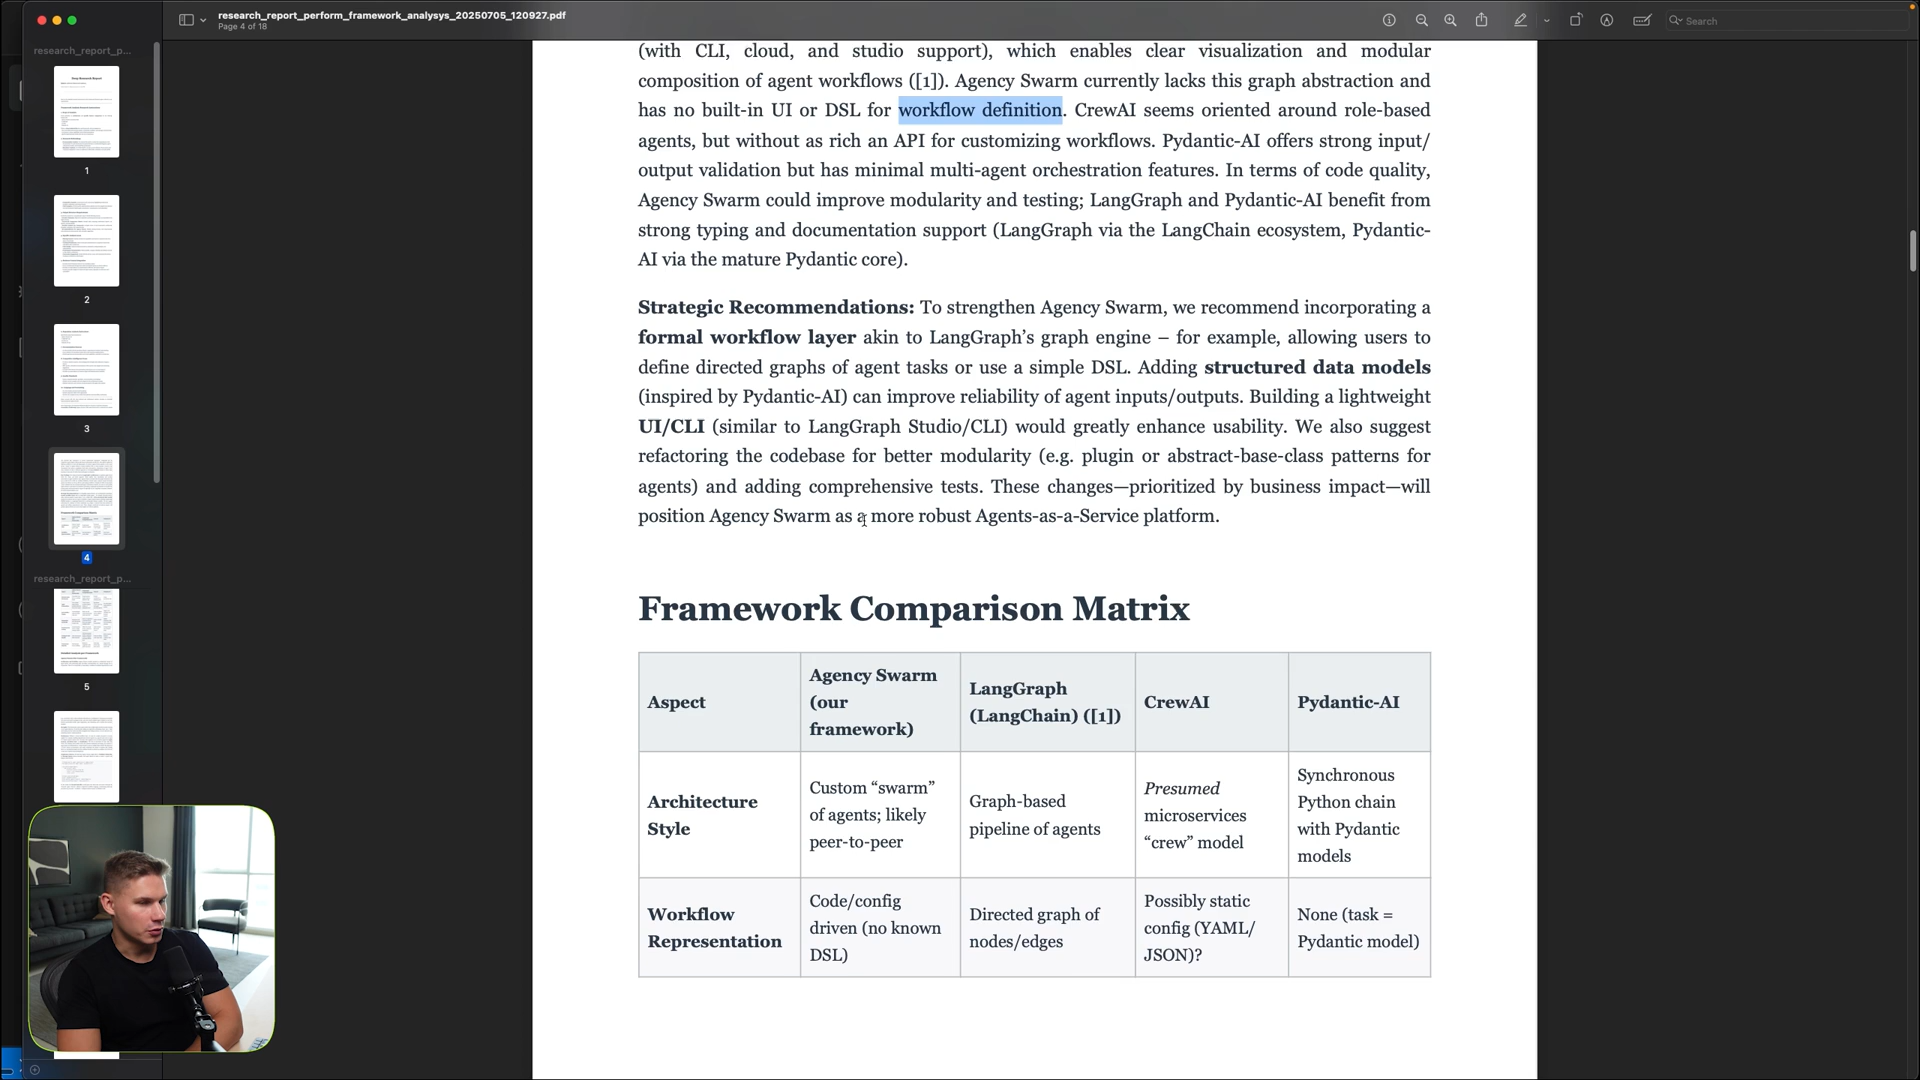 research_report_perform_framework_analysys_20250705_120927.pdf
Page 4 of 18
Search
research_report_p...
1
2
3
4
research_report_p...
5
(with CLI, cloud, and studio support), which enables clear visualization and modular
composition of agent workflows ([1]). Agency Swarm currently lacks this graph abstraction and
has no built-in UI or DSL for workflow definition. CrewAI seems oriented around role-based
agents, but without as rich an API for customizing workflows. Pydantic-AI offers strong input/
output validation but has minimal multi-agent orchestration features. In terms of code quality,
Agency Swarm could improve modularity and testing; LangGraph and Pydantic-AI benefit from
strong typing and documentation support (LangGraph via the LangChain ecosystem, Pydantic-
AI via the mature Pydantic core).
Strategic Recommendations: To strengthen Agency Swarm, we recommend incorporating a
formal workflow layer akin to LangGraph’s graph engine – for example, allowing users to
define directed graphs of agent tasks or use a simple DSL. Adding structured data models
(inspired by Pydantic-AI) can improve reliability of agent inputs/outputs. Building a lightweight
UI/CLI (similar to LangGraph Studio/CLI) would greatly enhance usability. We also suggest
refactoring the codebase for better modularity (e.g. plugin or abstract-base-class patterns for
agents) and adding comprehensive tests. These changes—prioritized by business impact—will
position Agency Swarm as a more robust Agents-as-a-Service platform.
Framework Comparison Matrix
Aspect
Agency Swarm
(our
framework)
LangGraph
(LangChain) ([1])
CrewAI
Pydantic-AI
Architecture
Style
Custom “swarm”
of agents; likely
peer-to-peer
Graph-based
pipeline of agents
Presumed
microservices
“crew” model
Synchronous
Python chain
with Pydantic
models
Workflow
Representation
Code/config
driven (no known
DSL)
Directed graph of
nodes/edges
Possibly static
config (YAML/
JSON)?
None (task =
Pydantic model)